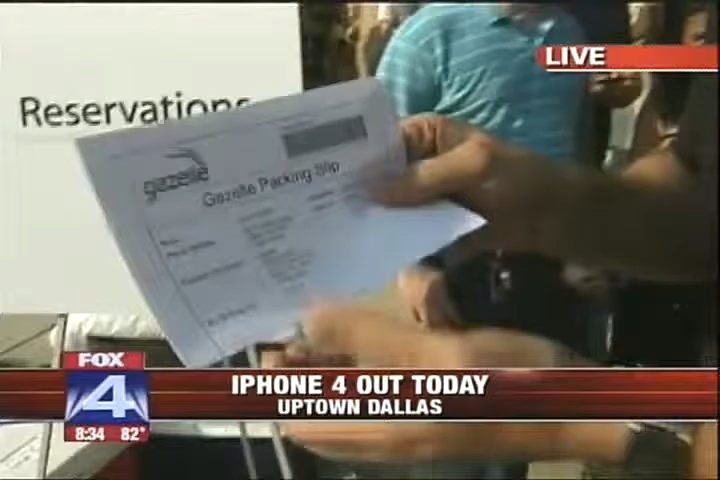 LIVE
Reservations
gazelle
Gazelle Packing Slip
FOX
4
8:34 82°
IPHONE 4 OUT TODAY
UPTOWN DALLAS